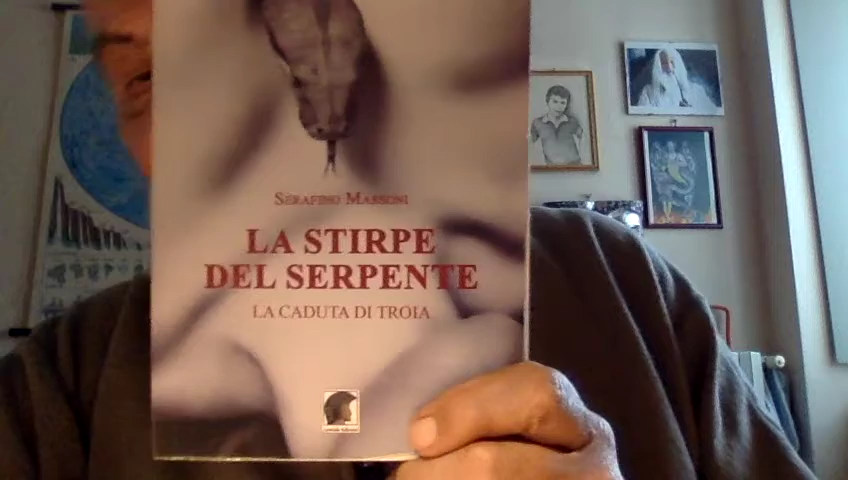 SERAFINO MASSONI
LA STIRPE
DEL SERPENTE
LA CADUTA DI TROIA